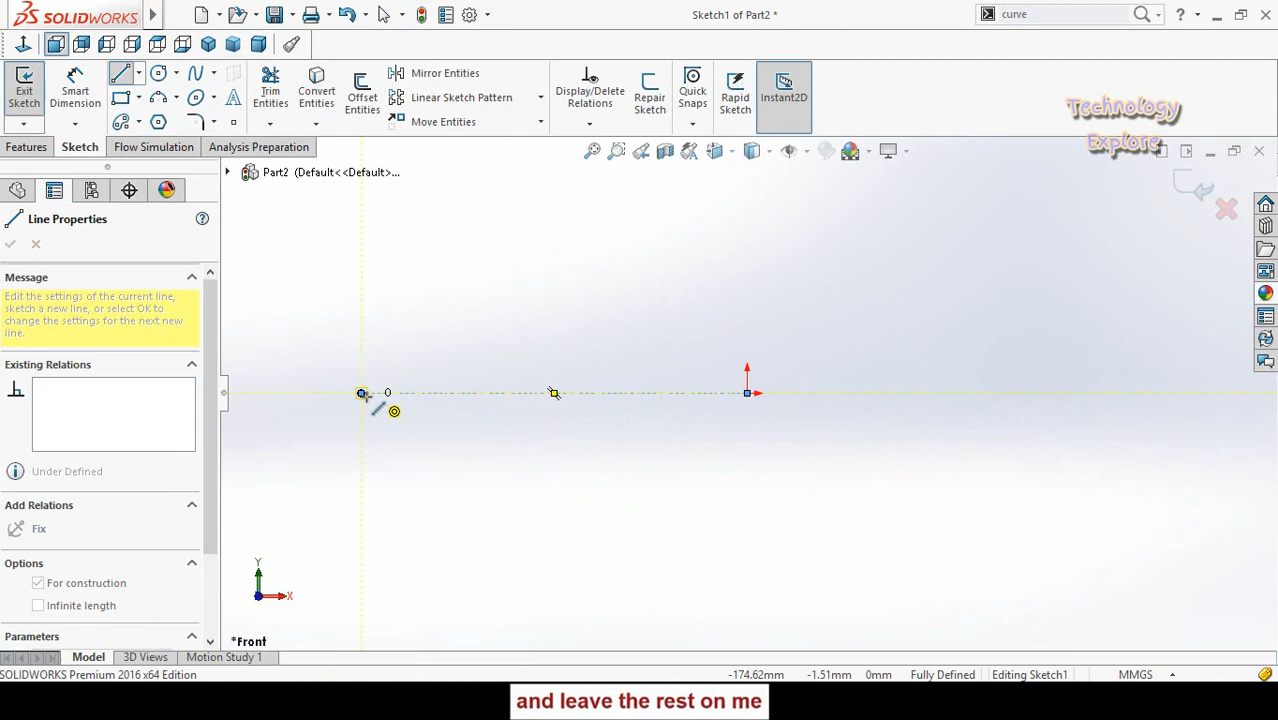 SOLIDWORKS
Sketch1 of Part2 *
curve
?
Exit Sketch
Smart Dimension
Trim Entities
Convert Entities
Offset Entities
Mirror Entities
Linear Sketch Pattern
Move Entities
Display/Delete Relations
Repair Sketch
Quick Snaps
Rapid Sketch
Instant2D
Technology
Explore
Features
Sketch
Flow Simulation
Analysis Preparation
Part2 (Default<<Default>...
Line Properties
?
Message
Edit the settings of the current line, sketch a new line, or select OK to change the settings for the next new line.
Existing Relations
Under Defined
Add Relations
Fix
Options
For construction
Infinite length
Parameters
Y
X
*Front
Model
3D Views
Motion Study 1
SOLIDWORKS Premium 2016 x64 Edition
-174.62mm
-1.51mm
0mm
Fully Defined
Editing Sketch1
MMGS
and leave the rest on me